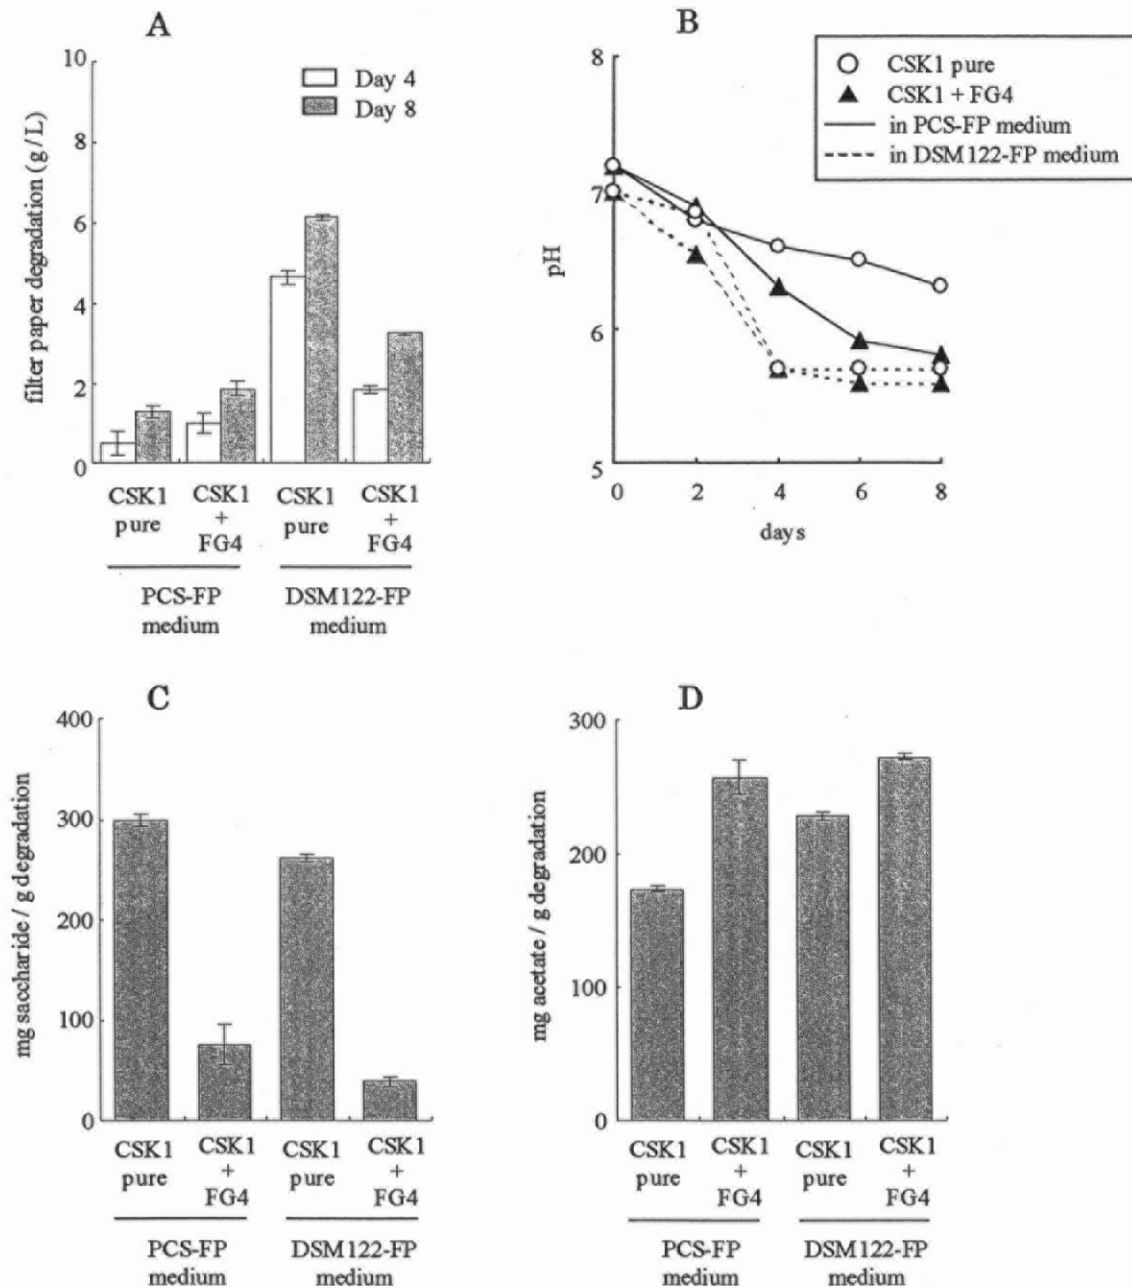 A
filter paper degradation (g/L)
10
8
6
4
2
0
Day 4
Day 8
CSK1 pure
CSK1 + FG4
CSK1 pure
CSK1 + FG4
PCS-FP medium
DSM122-FP medium
B
pH
8
7
6
5
0 2 4 6 8
days
CSK1 pure
CSK1 + FG4
in PCS-FP medium
in DSM122-FP medium
C
mg saccharide / g degradation
400
300
200
100
0
CSK1 pure
CSK1 + FG4
CSK1 pure
CSK1 + FG4
PCS-FP medium
DSM122-FP medium
D
mg acetate / g degradation
300
200
100
0
CSK1 pure
CSK1 + FG4
CSK1 pure
CSK1 + FG4
PCS-FP medium
DSM122-FP medium